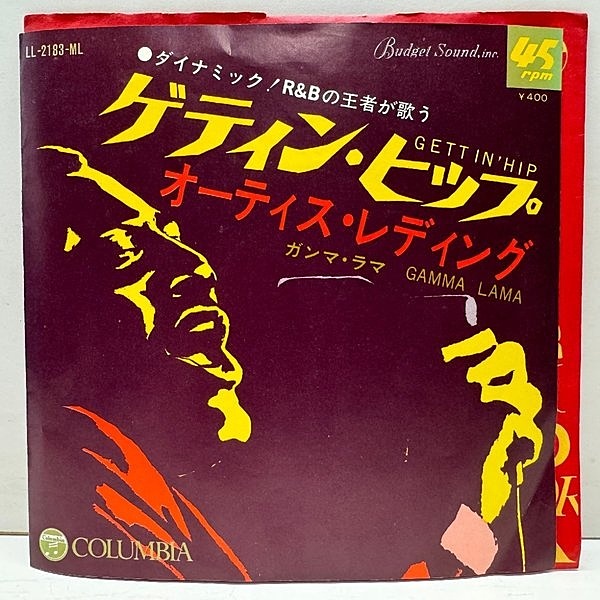 LL-2183-ML
Budget Sound, inc.
45
rpm
¥400
●ダイナミック!R&Bの王者が歌う
ゲティン・ヒップ
GETTIN'HIP
オーティス・レディング
ガンマ・ラマ GAMMA LAMA
Columbia
COLUMBIA